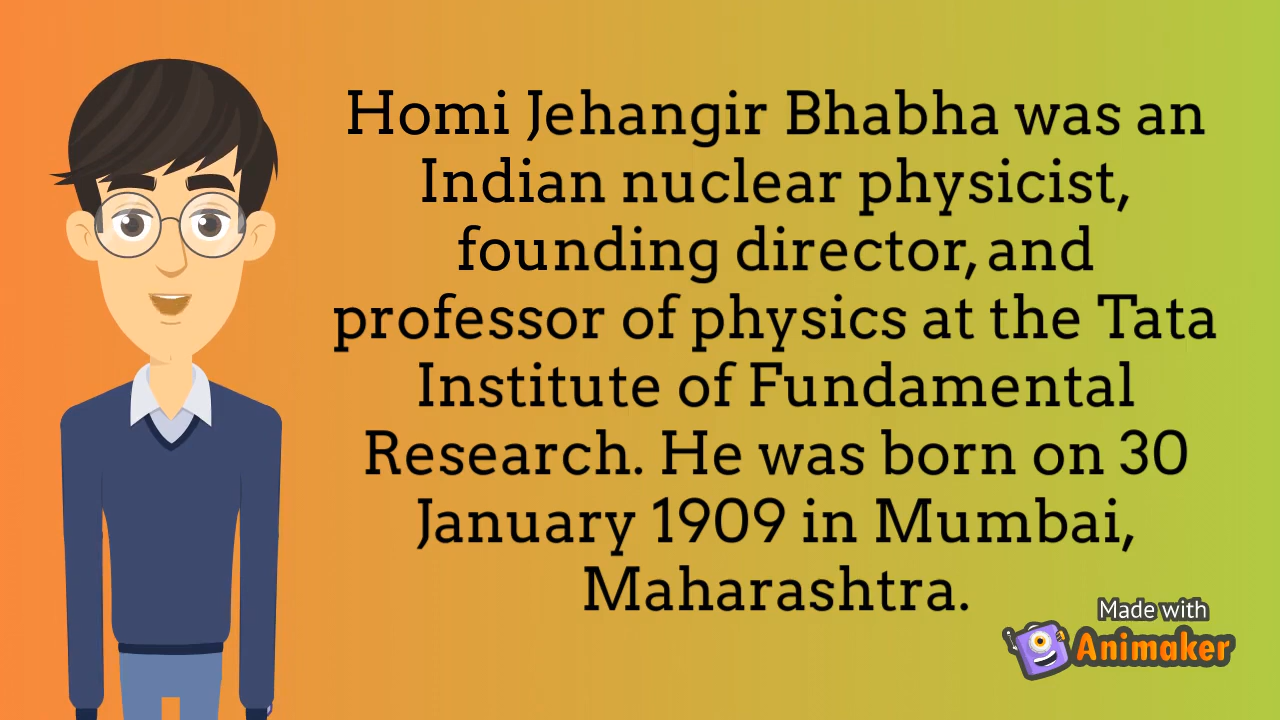 Homi Jehangir Bhabha was an
Indian nuclear physicist,
founding director, and
professor of physics at the Tata
Institute of Fundamental
Research. He was born on 30
January 1909 in Mumbai,
Maharashtra.
Made with
Animaker